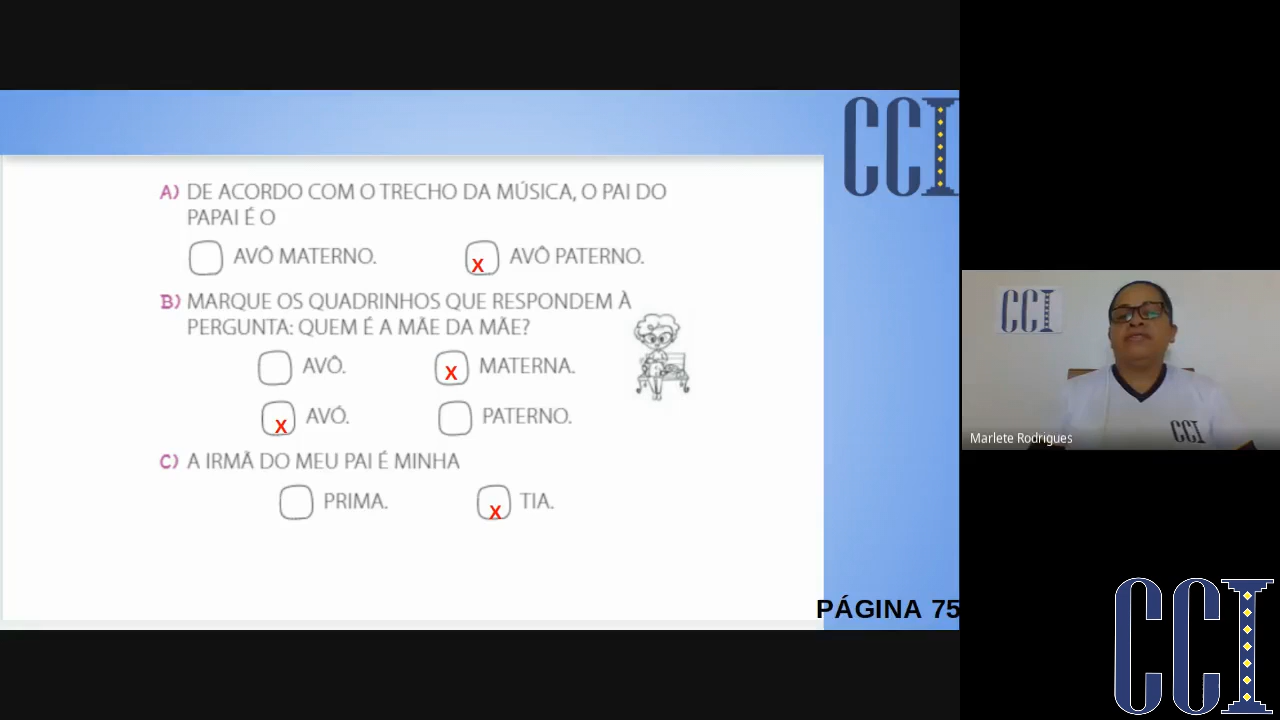 CCI
A) DE ACORDO COM O TRECHO DA MÚSICA, O PAI DO
PAPAI É O
AVÔ MATERNO. X AVÔ PATERNO.
B) MARQUE OS QUADRINHOS QUE RESPONDEM À
PERGUNTA: QUEM É A MÃE DA MÃE?
AVÔ. X MATERNA.
X AVÓ. PATERNO.
C) A IRMÃ DO MEU PAI É MINHA
PRIMA. X TIA.
PÁGINA 75
CCI
CCI
Marlete Rodrigues
CCI